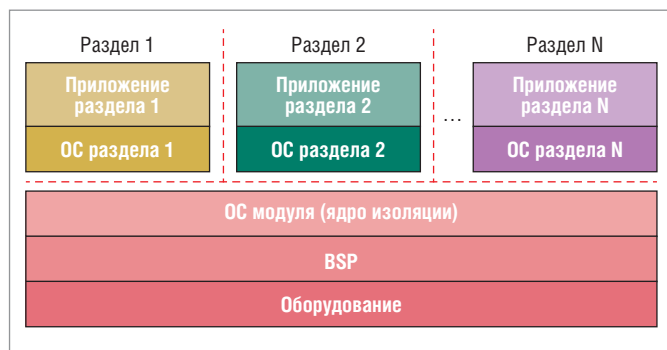 Раздел 1
Раздел 2
Раздел N
Приложение
раздела 1
Приложение
раздела 2
...
Приложение
раздела N
ОС раздела 1
ОС раздела 2
ОС раздела N
ОС модуля (ядро изоляции)
BSP
Оборудование